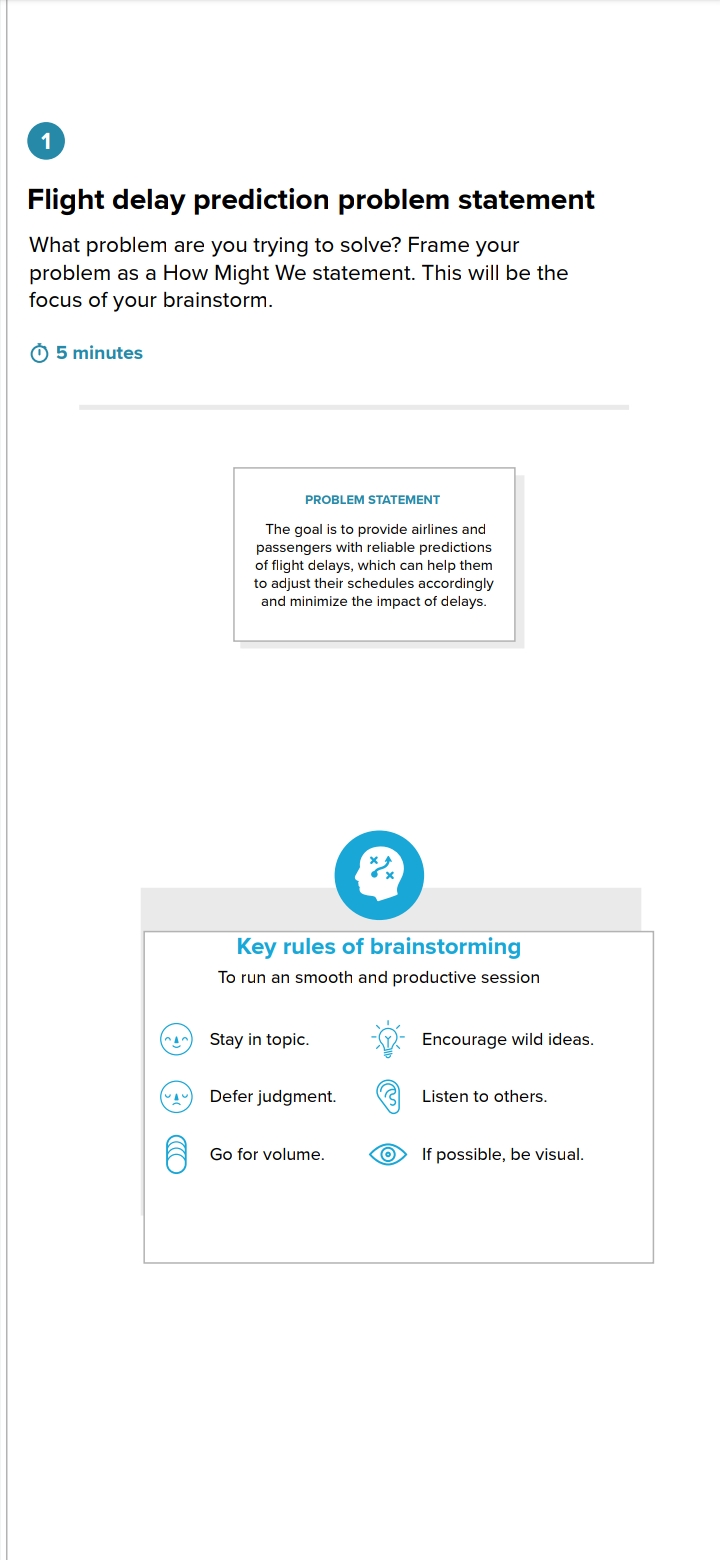 1
Flight delay prediction problem statement
What problem are you trying to solve? Frame your
problem as a How Might We statement. This will be the
focus of your brainstorm.
5 minutes
PROBLEM STATEMENT
The goal is to provide airlines and
passengers with reliable predictions
of flight delays, which can help them
to adjust their schedules accordingly
and minimize the impact of delays.
Key rules of brainstorming
To run an smooth and productive session
Stay in topic.
Encourage wild ideas.
Defer judgment.
Listen to others.
Go for volume.
If possible, be visual.